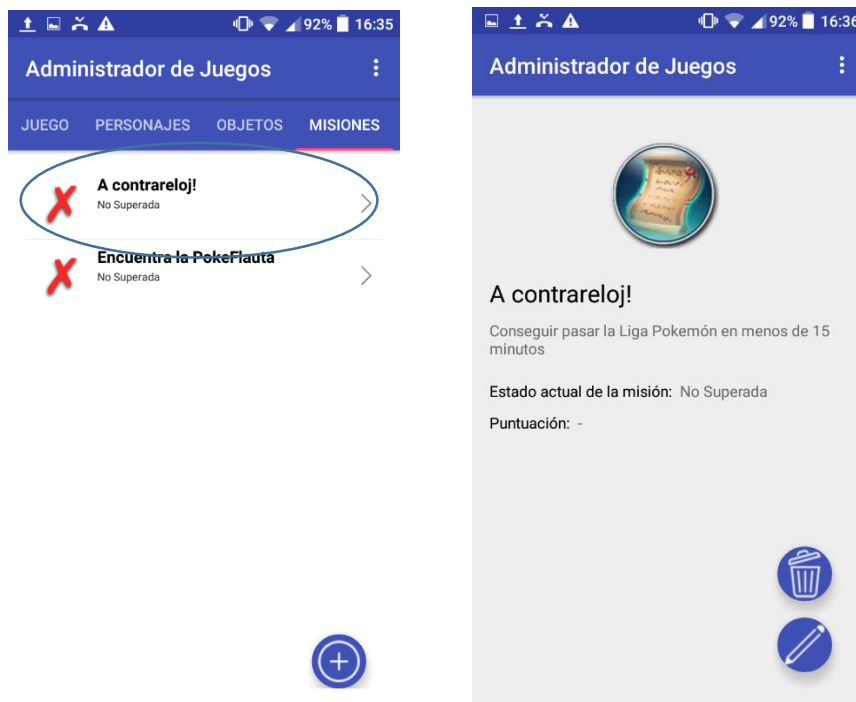 92% 16:35
Administrador de Juegos
JUEGO PERSONAJES OBJETOS MISIONES
A contrareloj!
No Superada
Encuentra la PokeFlauta
No Superada
92% 16:36
Administrador de Juegos
A contrareloj!
Conseguir pasar la Liga Pokemón en menos de 15
minutos
Estado actual de la misión: No Superada
Puntuación: -